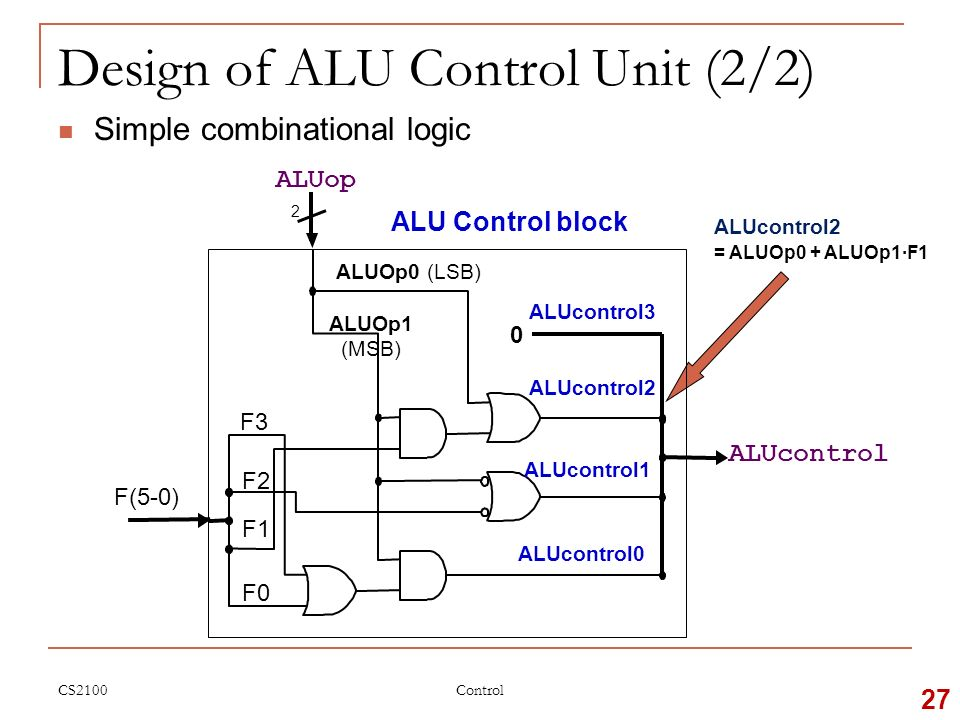 Design of ALU Control Unit (2/2)
Simple combinational logic
ALUop
2
ALU Control block
ALUcontrol2
= ALUOp0 + ALUOp1·F1
ALUOp0 (LSB)
ALUOp1
(MSB)
ALUcontrol3
0
ALUcontrol2
F3
ALUcontrol
ALUcontrol1
F2
F(5-0)
F1
ALUcontrol0
F0
CS2100
Control
27